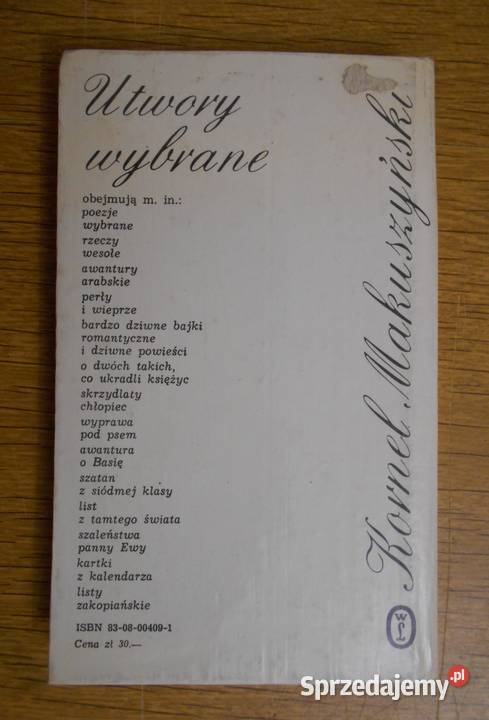 Utwory
wybrane
obejmują m. in.:
poezje
wybrane
rzeczy
wesołe
awantury
arabskie
perły
i wieprze
bardzo dziwne bajki
romantyczne
i dziwne powieści
o dwóch takich,
co ukradli księżyc
skrzydlaty
chłopiec
wyprawa
pod psem
awantura
o Basię
szatan
z siódmej klasy
list
z tamtego świata
szaleństwa
panny Ewy
kartki
z kalendarza
listy
zakopiańskie
ISBN 83-08-00409-1
Cena zł 30.—
Kornel Makuszyński
WL
Sprzedajemy.pl